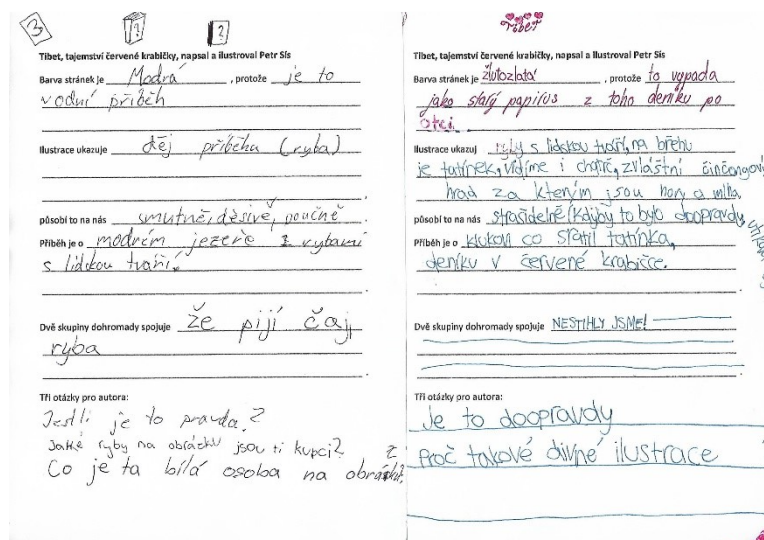 3
?
?
Tibet, tajemství červené krabičky, napsal a ilustroval Petr Sís
Barva stránek je Modrá , protože je to
vodní příběh
Ilustrace ukazuje děj příběhu (ryba)
působí to na nás smutně, děsivě, poučně
Příběh je o modrém jezeře z rybami
s lidskou tváří.
Dvě skupiny dohromady spojuje že pijí čaj
ryba
Tři otázky pro autora:
Jestli je to pravda?
Jaké ryby na obrázku jsou ti kupci?
Co je ta bílá osoba na obrázku?
TIBET
Tibet, tajemství červené krabičky, napsal a ilustroval Petr Sís
Barva stránek je žlutozlatá , protože to vypadá
jako starý papirus z toho deníku po
otci.
Ilustrace ukazuj ryby s lidskou tváří, na břehu
je tatínek, vidíme i chatrč, zvláštní činčongový
hrad za kterým jsou hory a mlha
působí to na nás strašidelně (kdyby to bylo doopravdy
Příběh je o klukovi co ztratil tatínka,
deníku v červené krabičce.
Dvě skupiny dohromady spojuje NESTIHLY JSME!
Tři otázky pro autora:
Je to doopravdy
Proč takové divné ilustrace